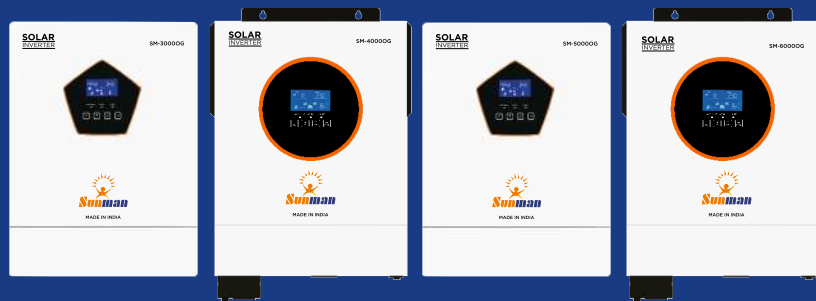 SOLAR
INVERTER
SM-3000OG
Sunman
MADE IN INDIA
SOLAR
INVERTER
SM-4000OG
Sunman
MADE IN INDIA
SOLAR
INVERTER
SM-5000OG
Sunman
MADE IN INDIA
SOLAR
INVERTER
SM-6000OG
Sunman
MADE IN INDIA